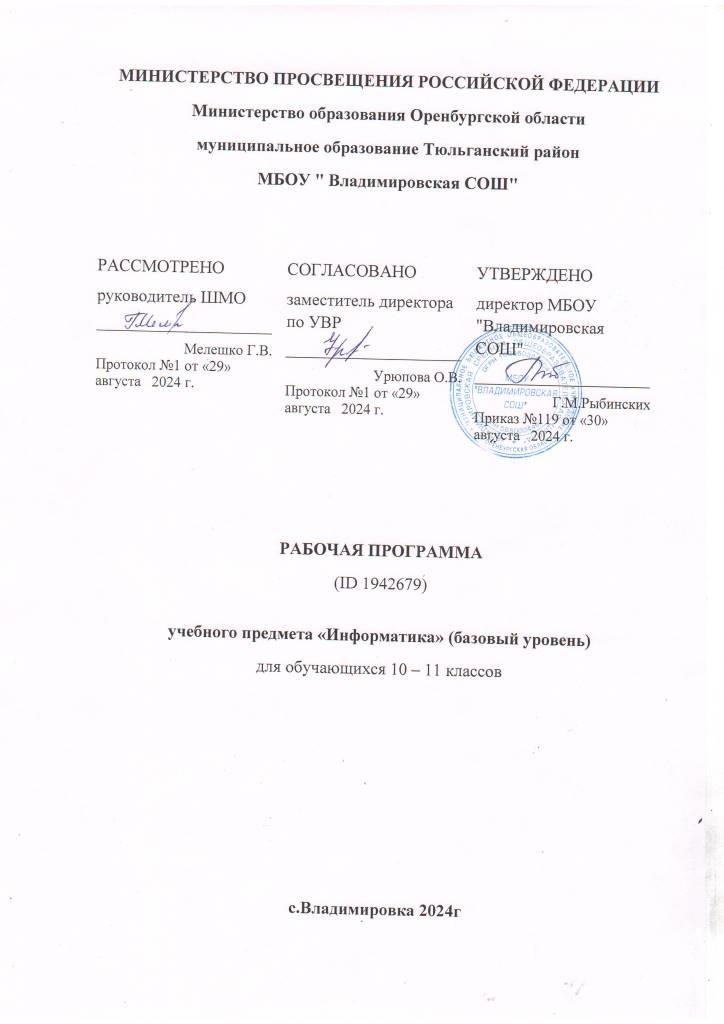 МИНИСТЕРСТВО ПРОСВЕЩЕНИЯ РОССИЙСКОЙ ФЕДЕРАЦИИ
Министерство образования Оренбургской области
муниципальное образование Тюльганский район
МБОУ " Владимировская СОШ"
РАССМОТРЕНО
руководитель ШМО
Мелешко Г.В.
Протокол №1 от «29»
августа 2024 г.
СОГЛАСОВАНО
заместитель директора
по УВР
Урюпова О.В.
Протокол №1 от «29»
августа 2024 г.
УТВЕРЖДЕНО
директор МБОУ
"Владимировская
СОШ"
Г.М.Рыбинских
Приказ №119 от «30»
августа 2024 г.
МБОУ
"ВЛАДИМИРОВСКАЯ
СОШ"
РАБОЧАЯ ПРОГРАММА
(ID 1942679)
учебного предмета «Информатика» (базовый уровень)
для обучающихся 10 – 11 классов
с.Владимировка 2024г